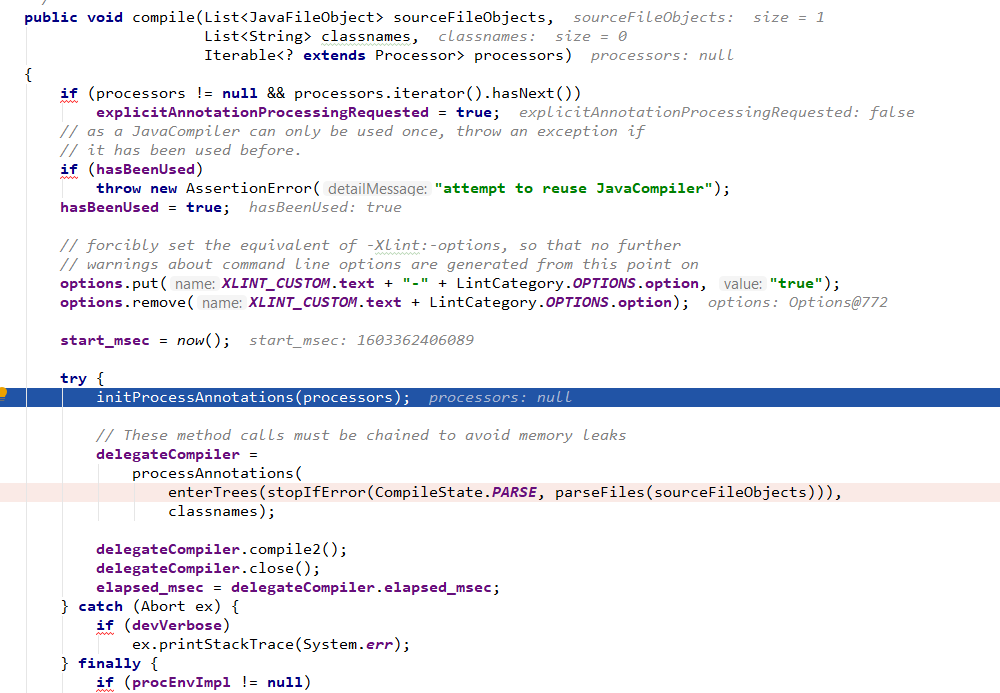 public void compile(List<JavaFileObject> sourceFileObjects,  sourceFileObjects:  size = 1
                    List<String> classnames,  classnames:  size = 0
                    Iterable<? extends Processor> processors)  processors: null
{
    if (processors != null && processors.iterator().hasNext())
        explicitAnnotationProcessingRequested = true;  explicitAnnotationProcessingRequested: false
    // as a JavaCompiler can only be used once, throw an exception if
    // it has been used before.
    if (hasBeenUsed)
        throw new AssertionError( detailMessage: "attempt to reuse JavaCompiler");
    hasBeenUsed = true;  hasBeenUsed: true
    // forcibly set the equivalent of -Xlint:-options, so that no further
    // warnings about command line options are generated from this point on
    options.put( name: XLINT_CUSTOM.text + "-" + LintCategory.OPTIONS.option,  value: "true");
    options.remove( name: XLINT_CUSTOM.text + LintCategory.OPTIONS.option);  options: Options@772
    start_msec = now();  start_msec: 1603362406089
    try {
        initProcessAnnotations(processors);  processors: null
        // These method calls must be chained to avoid memory leaks
        delegateCompiler =
            processAnnotations(
                enterTrees(stopIfError(CompileState.PARSE, parseFiles(sourceFileObjects))),
                classnames);
        delegateCompiler.compile2();
        delegateCompiler.close();
        elapsed_msec = delegateCompiler.elapsed_msec;
    } catch (Abort ex) {
        if (devVerbose)
            ex.printStackTrace(System.err);
    } finally {
        if (procEnvImpl != null)